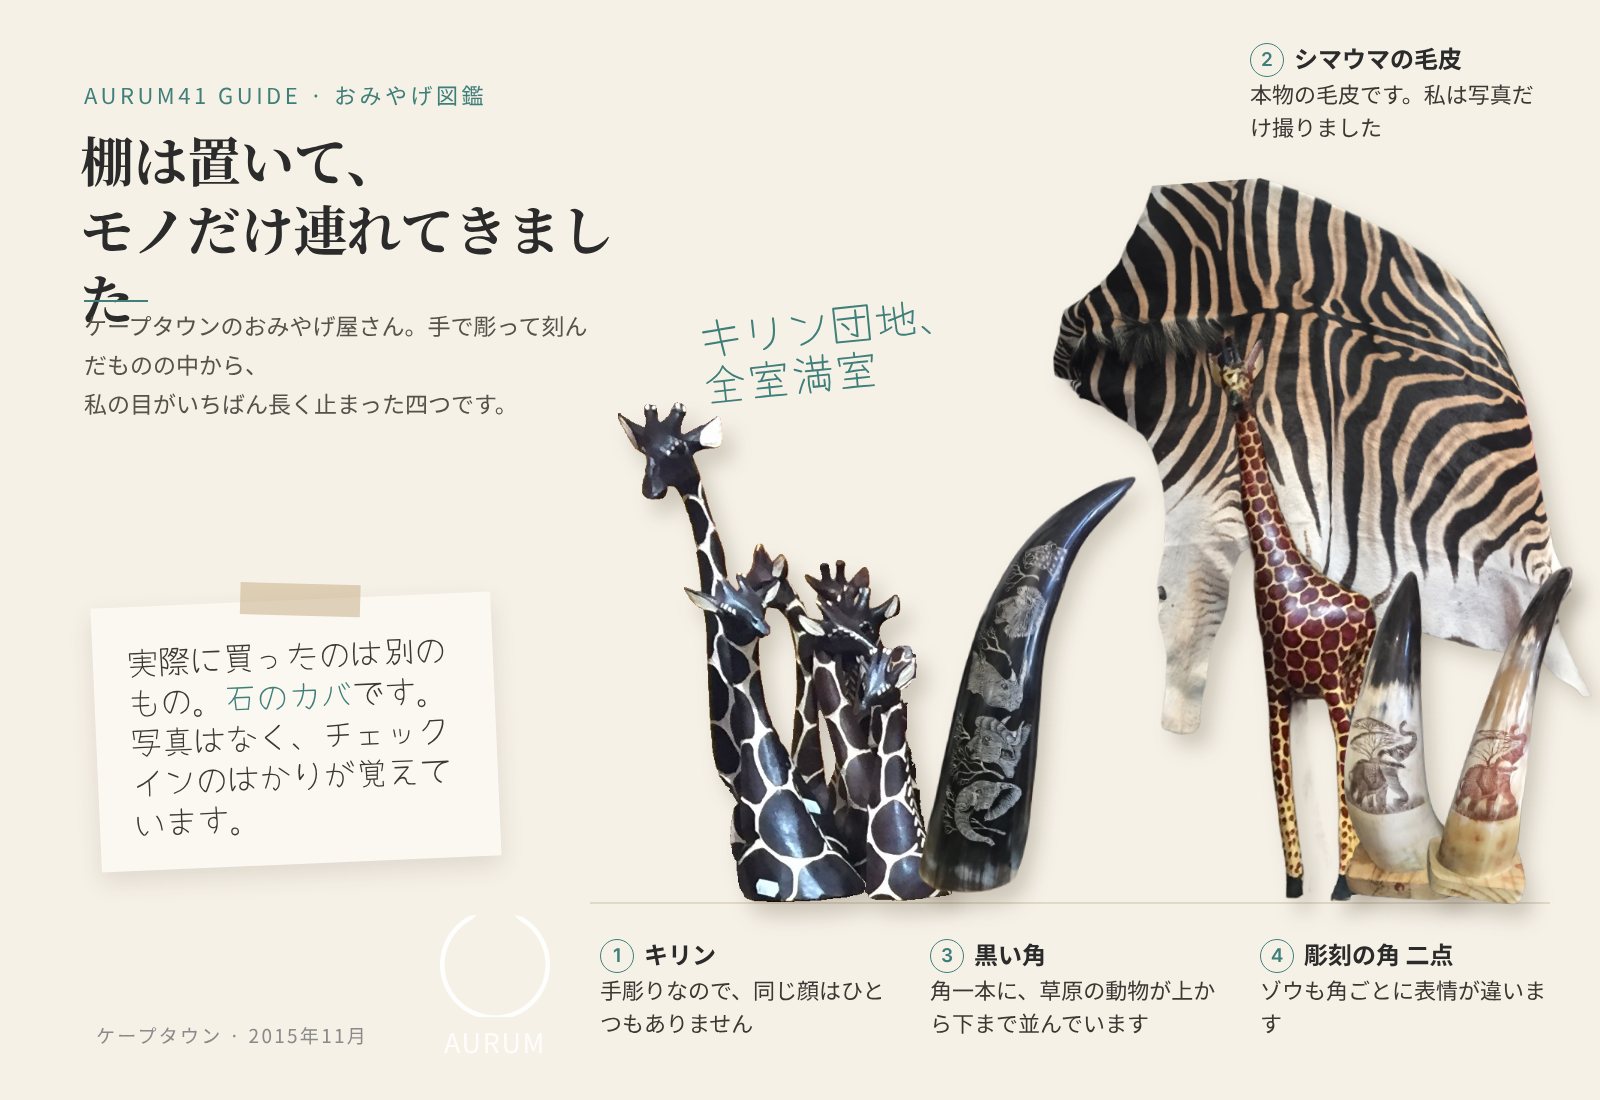 AURUM41 GUIDE · おみやげ図鑑
棚は置いて、
モノだけ連れてきまし
た
ケープタウンのおみやげ屋さん。手で彫って刻ん
だものの中から、
私の目がいちばん長く止まった四つです。
② シマウマの毛皮
本物の毛皮です。私は写真だ
け撮りました
キリン団地、
全室満室
実際に買ったのは別の
もの。石のカバです。
写真はなく、チェック
インのはかりが覚えて
います。
① キリン
手彫りなので、同じ顔はひと
つもありません
③ 黒い角
角一本に、草原の動物が上か
ら下まで並んでいます
④ 彫刻の角 二点
ゾウも角ごとに表情が違いま
す
ケープタウン · 2015年11月
AURUM